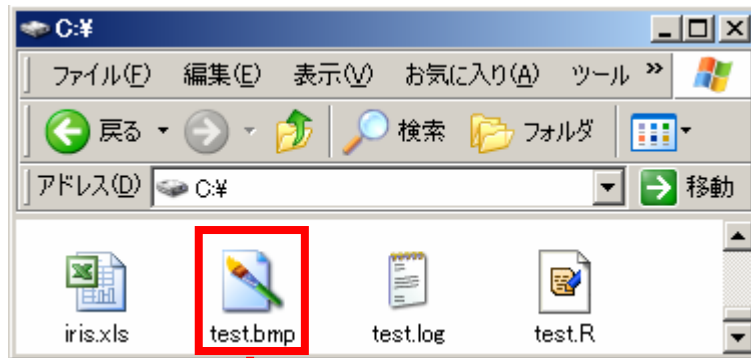 C:¥
ファイル(F) 編集(E) 表示(V) お気に入り(A) ツール »
戻る 検索 フォルダ
アドレス(D) C:¥ 移動
iris.xls test.bmp test.log test.R